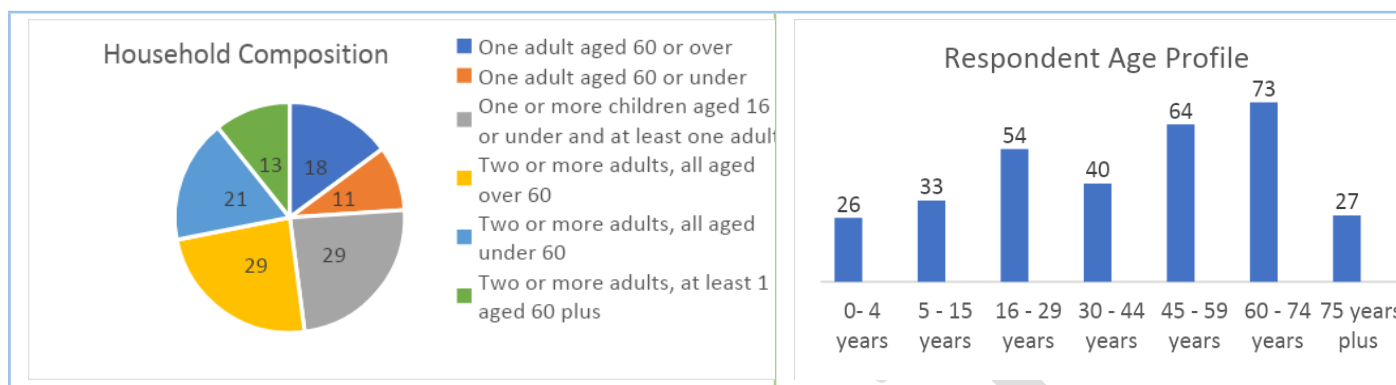 Household Composition
One adult aged 60 or over
One adult aged 60 or under
One or more children aged 16
or under and at least one adult
Two or more adults, all aged
over 60
Two or more adults, all aged
under 60
Two or more adults, at least 1
aged 60 plus
18
11
29
29
21
13
Respondent Age Profile
26
33
54
40
64
73
27
0- 4
years
5 - 15
years
16 - 29
years
30 - 44
years
45 - 59
years
60 - 74
years
75 years
plus